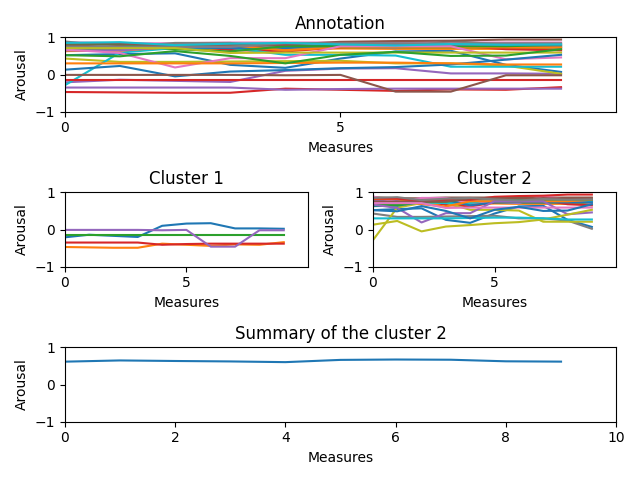 Annotation
Arousal
1
0
−1
0
5
Measures
Cluster 1
Arousal
1
0
−1
0
5
Measures
Cluster 2
Arousal
1
0
−1
0
5
Measures
Summary of the cluster 2
Arousal
1
0
−1
0 2 4 6 8 10
Measures